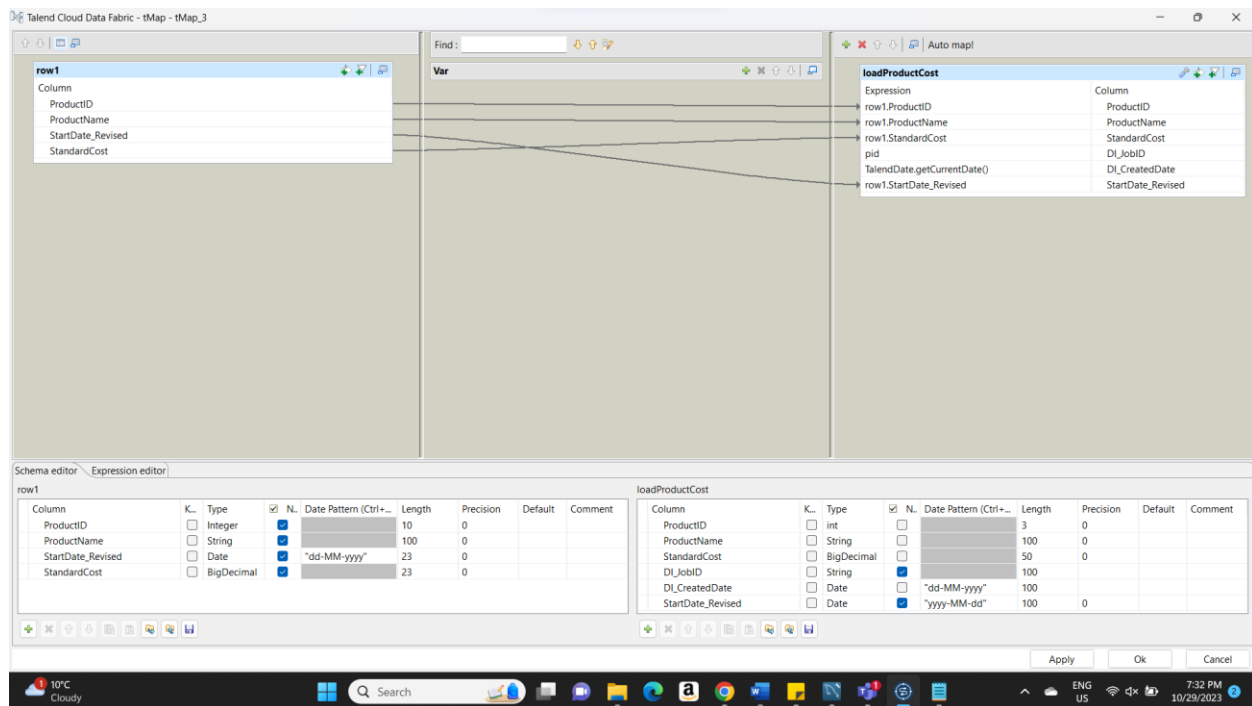 Talend Cloud Data Fabric - tMap - tMap_3
Find :
Auto map!
row1
Column
ProductID
ProductName
StartDate_Revised
StandardCost
Var
loadProductCost
Expression Column
row1.ProductID ProductID
row1.ProductName ProductName
row1.StandardCost StandardCost
pid DI_JobID
TalendDate.getCurrentDate() DI_CreatedDate
row1.StartDate_Revised StartDate_Revised
Schema editor Expression editor
row1
Column K... Type N.. Date Pattern (Ctrl+... Length Precision Default Comment
ProductID Integer 10 0
ProductName String 100 0
StartDate_Revised Date "dd-MM-yyyy" 23 0
StandardCost BigDecimal 23 0
loadProductCost
Column K... Type N.. Date Pattern (Ctrl+... Length Precision Default Comment
ProductID int 3 0
ProductName String 100 0
StandardCost BigDecimal 50 0
DI_JobID String 100
DI_CreatedDate Date "dd-MM-yyyy" 100
StartDate_Revised Date "yyyy-MM-dd" 100 0
Apply Ok Cancel
1
10°C
Cloudy
Search
a
1
ENG
US
7:32 PM
10/29/2023
2